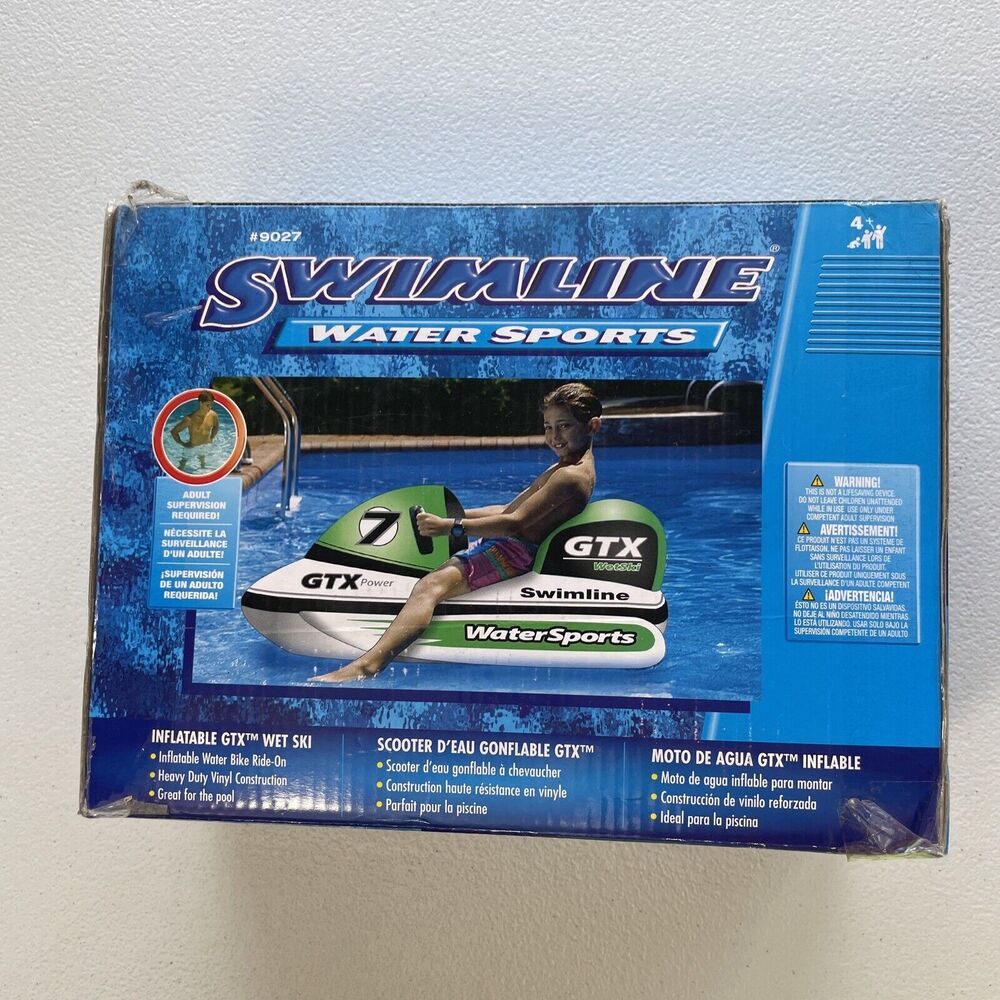 #9027
4+
SWIMLINE®
WATER SPORTS
ADULT
SUPERVISION
REQUIRED!
NÉCESSITE LA
SURVEILLANCE
D'UN ADULTE!
¡SUPERVISIÓN
DE UN ADULTO
REQUERIDA!
7
GTX Power
GTX
WetSki
Swimline
WaterSports
WARNING!
THIS IS NOT A LIFESAVING DEVICE.
DO NOT LEAVE CHILDREN UNATTENDED
WHILE IN USE. USE ONLY UNDER
COMPETENT ADULT SUPERVISION
AVERTISSEMENT!
CE PRODUIT N'EST PAS UN SYSTEME DE
FLOTTAISON. NE PAS LAISSER UN ENFANT
SANS SURVEILLANCE LORS DE
L'UTILISATION DU PRODUIT.
UTILISER CE PRODUIT UNIQUEMENT SOUS
LA SURVEILLANCE D'UN ADULTE COMPETENT
¡ADVERTENCIA!
ESTO NO ES UN DISPOSITIVO SALVAVIDAS.
NO DEJE AL NIÑO DESATENDIDO MIENTRAS
LO ESTÁ UTILIZANDO. USAR SOLO BAJO LA
SUPERVISIÓN COMPETENTE DE UN ADULTO
INFLATABLE GTX™ WET SKI
• Inflatable Water Bike Ride-On
• Heavy Duty Vinyl Construction
• Great for the pool
SCOOTER D'EAU GONFLABLE GTX™
• Scooter d'eau gonflable à chevaucher
• Construction haute résistance en vinyle
• Parfait pour la piscine
MOTO DE AGUA GTX™ INFLABLE
• Moto de agua inflable para montar
• Construcción de vinilo reforzada
• Ideal para la piscina